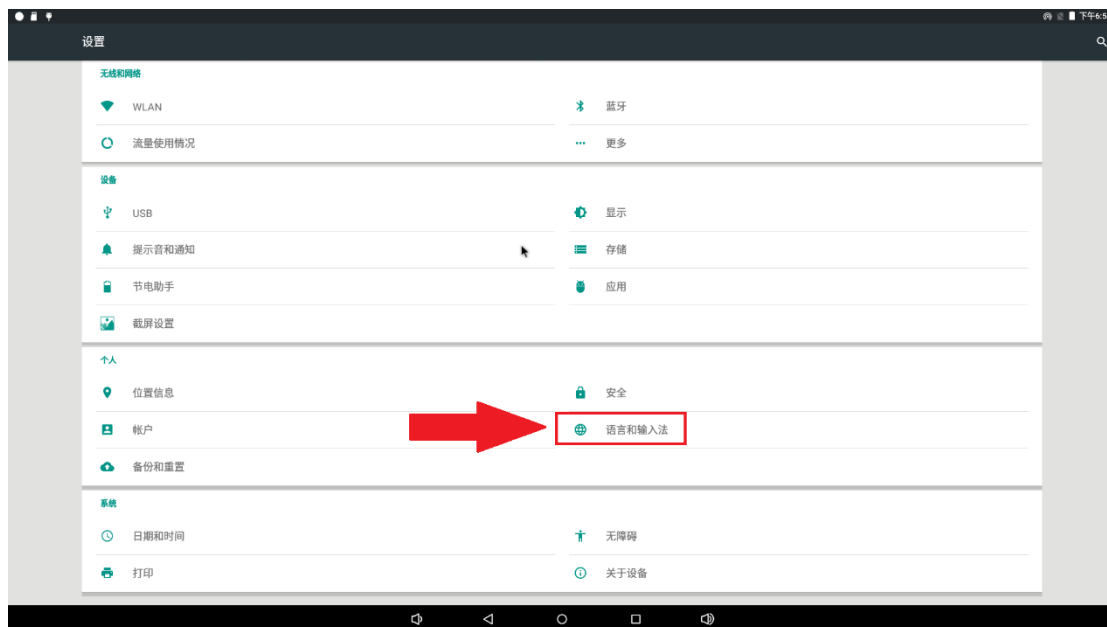 下午6:5
设置
无线和网络
WLAN 蓝牙
流量使用情况 更多
设备
USB 显示
提示音和通知 存储
节电助手 应用
截屏设置
个人
位置信息 安全
帐户 语言和输入法
备份和重置
系统
日期和时间 无障碍
打印 关于设备